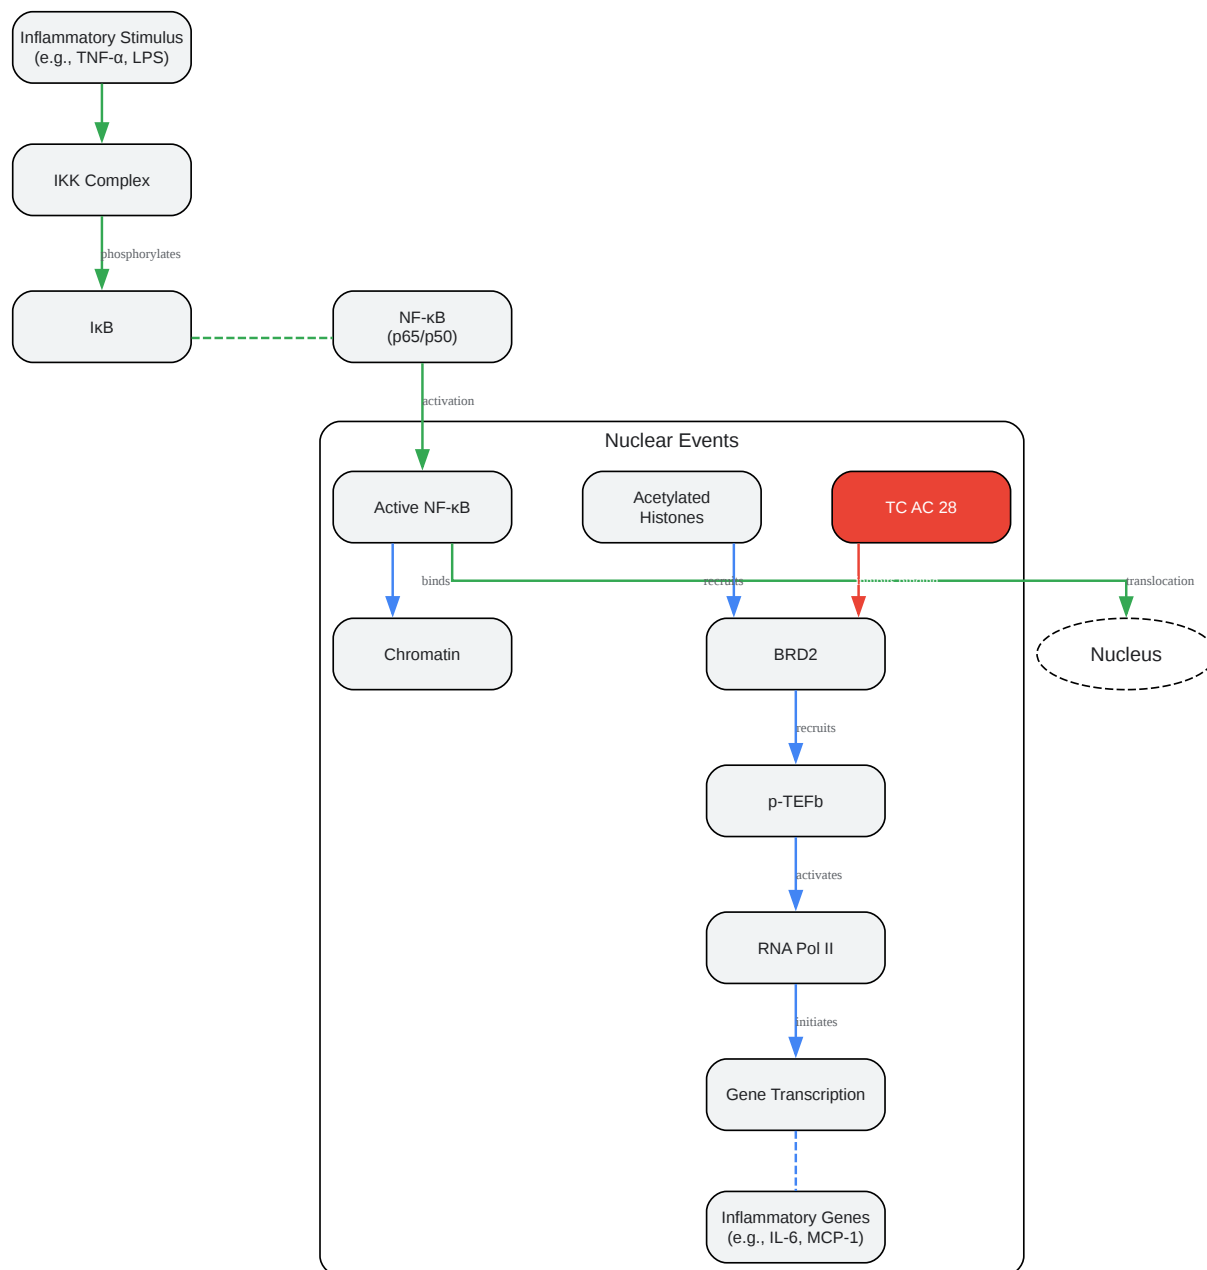 Inflammatory Stimulus
(e.g., TNF-α, LPS)
IKK Complex
phosphorylates
IκB
NF-κB
(p65/p50)
activation
Nuclear Events
Active NF-κB
Acetylated
Histones
TC AC 28
binds
recruits
translocation
Chromatin
BRD2
Nucleus
recruits
p-TEFb
activates
RNA Pol II
initiates
Gene Transcription
Inflammatory Genes
(e.g., IL-6, MCP-1)